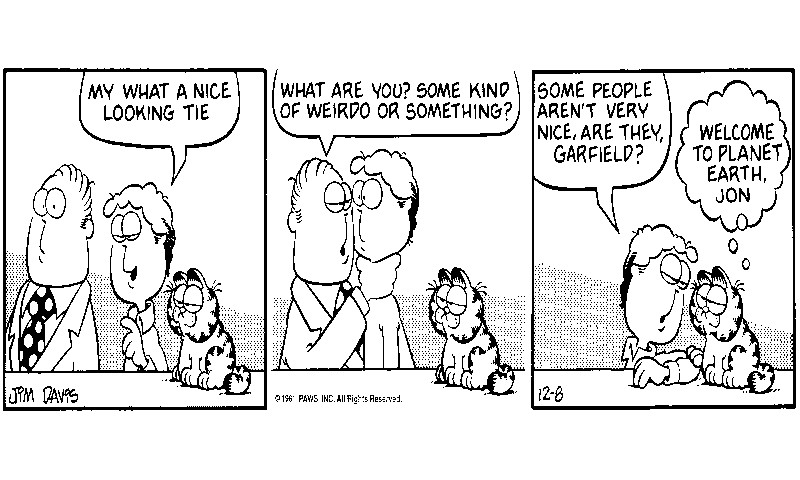 MY WHAT A NICE
LOOKING TIE
JIM DAVIS
WHAT ARE YOU? SOME KIND
OF WEIRDO OR SOMETHING?
© 1981 PAWS, INC. All Rights Reserved.
SOME PEOPLE
AREN'T VERY
NICE, ARE THEY,
GARFIELD?
WELCOME
TO PLANET
EARTH,
JON
12-8